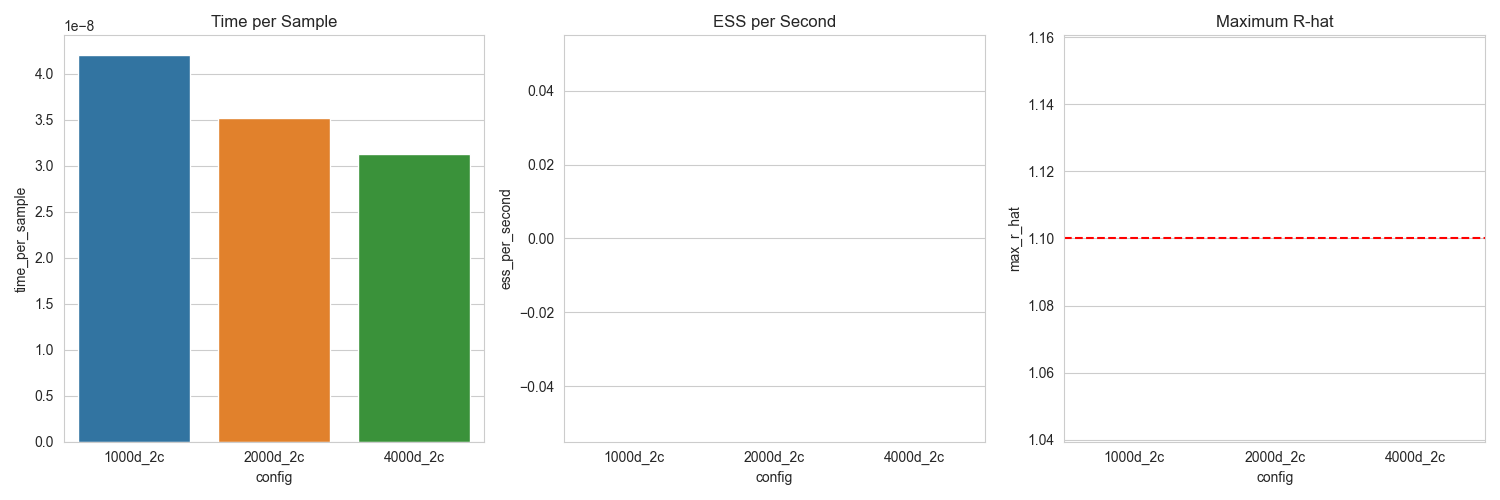 Time per Sample
1e−8
4.0
3.5
3.0
2.5
2.0
1.5
1.0
0.5
0.0
time_per_sample
1000d_2c 2000d_2c 4000d_2c
config
ESS per Second
0.04
0.02
0.00
−0.02
−0.04
ess_per_second
1000d_2c 2000d_2c 4000d_2c
config
Maximum R-hat
1.16
1.14
1.12
1.10
1.08
1.06
1.04
max_r_hat
1000d_2c 2000d_2c 4000d_2c
config